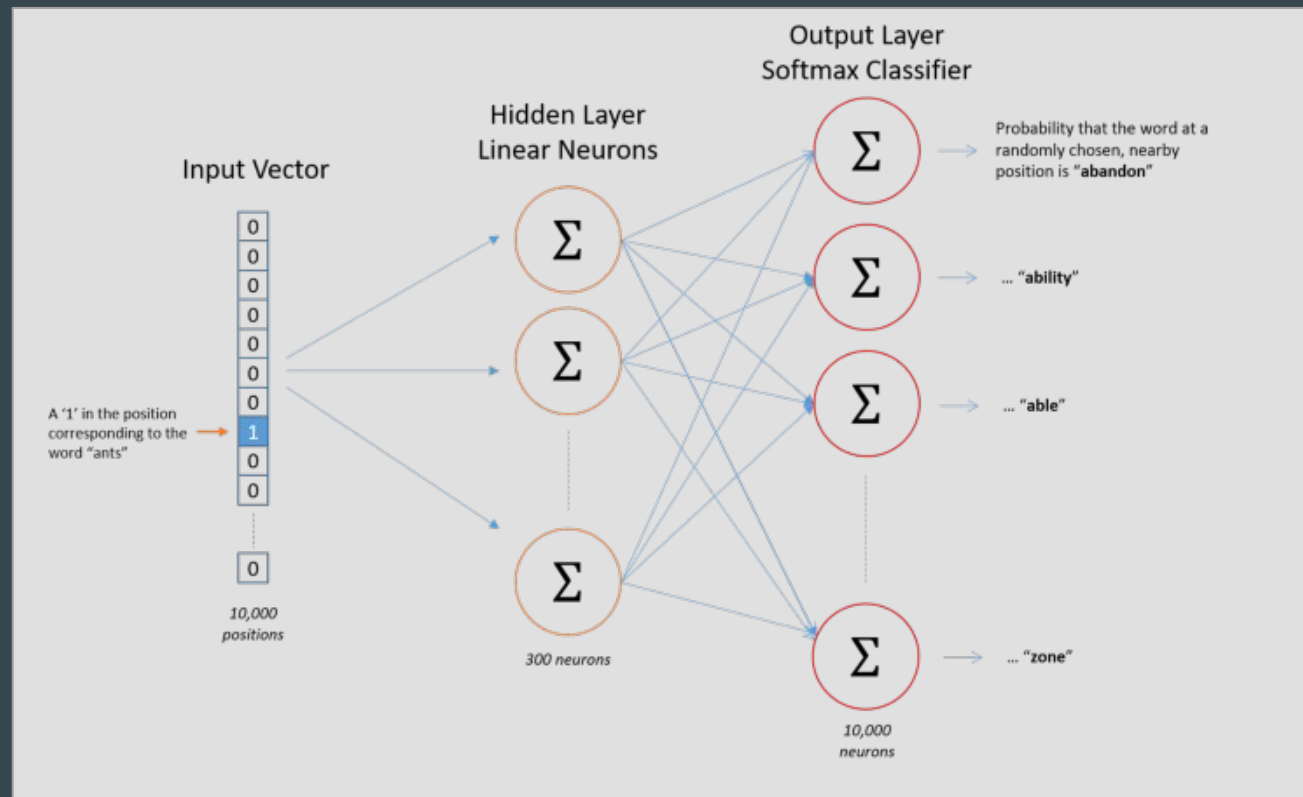 Output Layer
Softmax Classifier
Hidden Layer
Linear Neurons
Input Vector
0
0
0
0
0
0
0
1
0
0
0
A ‘1’ in the position
corresponding to the
word “ants”
10,000
positions
Σ
Σ
Σ
300 neurons
Σ
Σ
Σ
Σ
10,000
neurons
Probability that the word at a
randomly chosen, nearby
position is “abandon”
... “ability”
... “able”
... “zone”